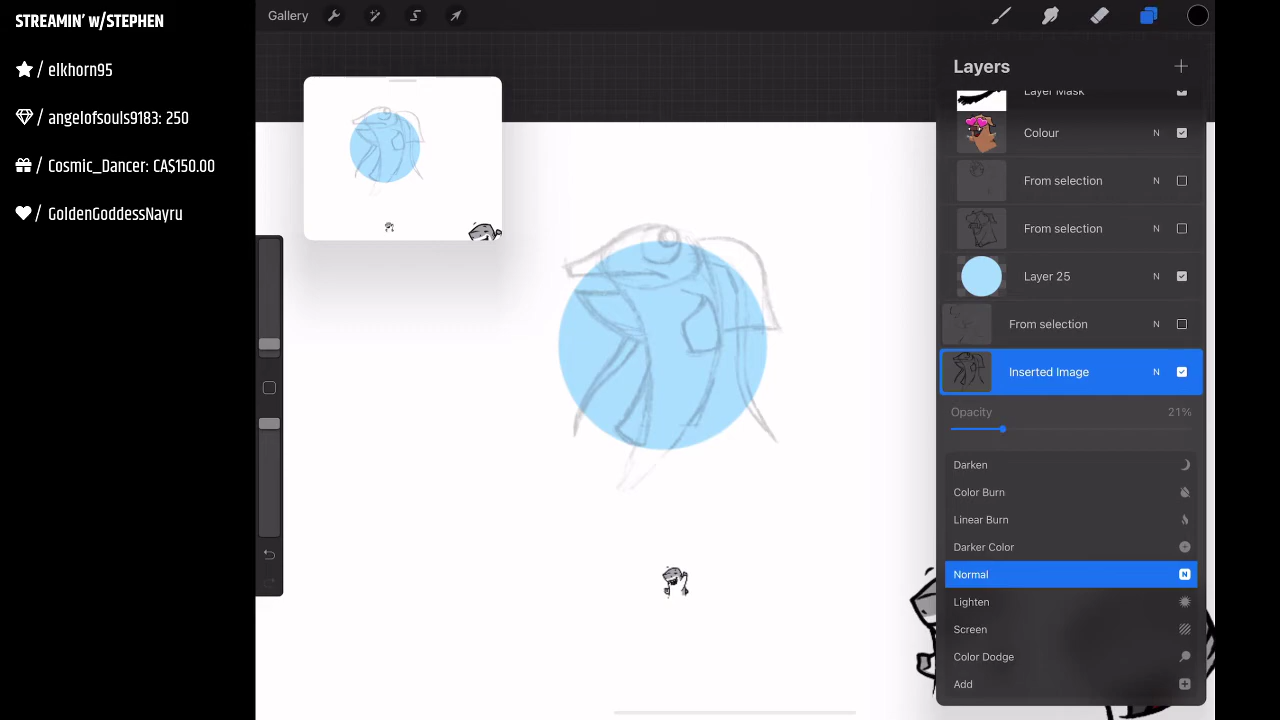 STREAMIN' w/STEPHEN
/ elkhorn95
/ angelofsouls9183: 250
/ Cosmic_Dancer: CA$150.00
/ GoldenGoddessNayru
Gallery
Layers
Layer Mask
Colour N
From selection N
From selection N
Layer 25 N
From selection N
Inserted Image N
Opacity 21%
Darken
Color Burn
Linear Burn
Darker Color
Normal N
Lighten
Screen
Color Dodge
Add